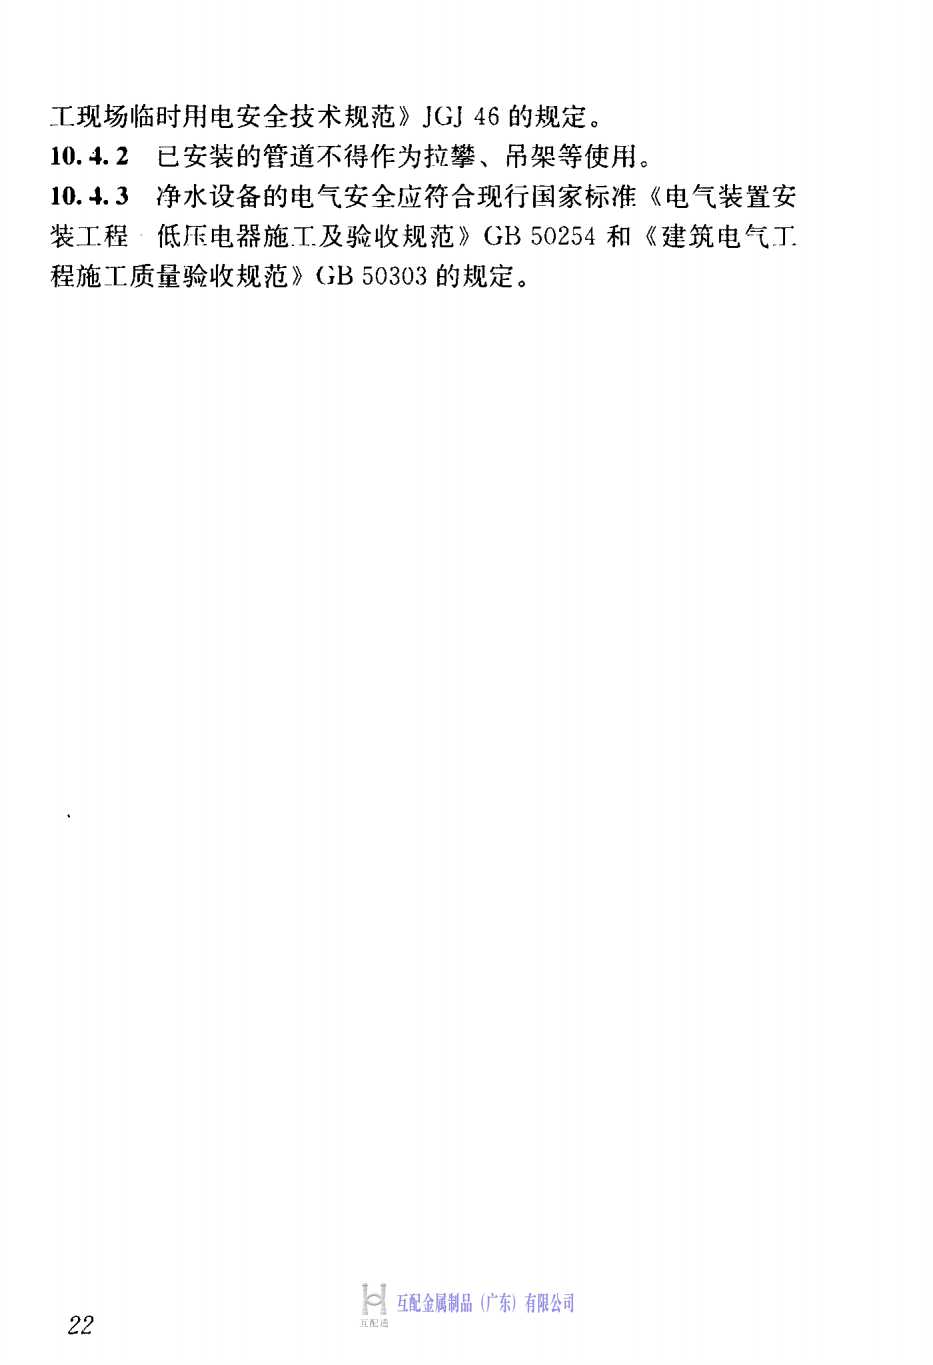 工现场临时用电安全技术规范》JGJ 46 的规定。
10.4.2 已安装的管道不得作为拉攀、吊架等使用。
10.4.3 净水设备的电气安全应符合现行国家标准《电气装置安
装工程 低压电器施工及验收规范》GB 50254 和《建筑电气工
程施工质量验收规范》GB 50303 的规定。
互配金属制品（广东）有限公司
互配通
22